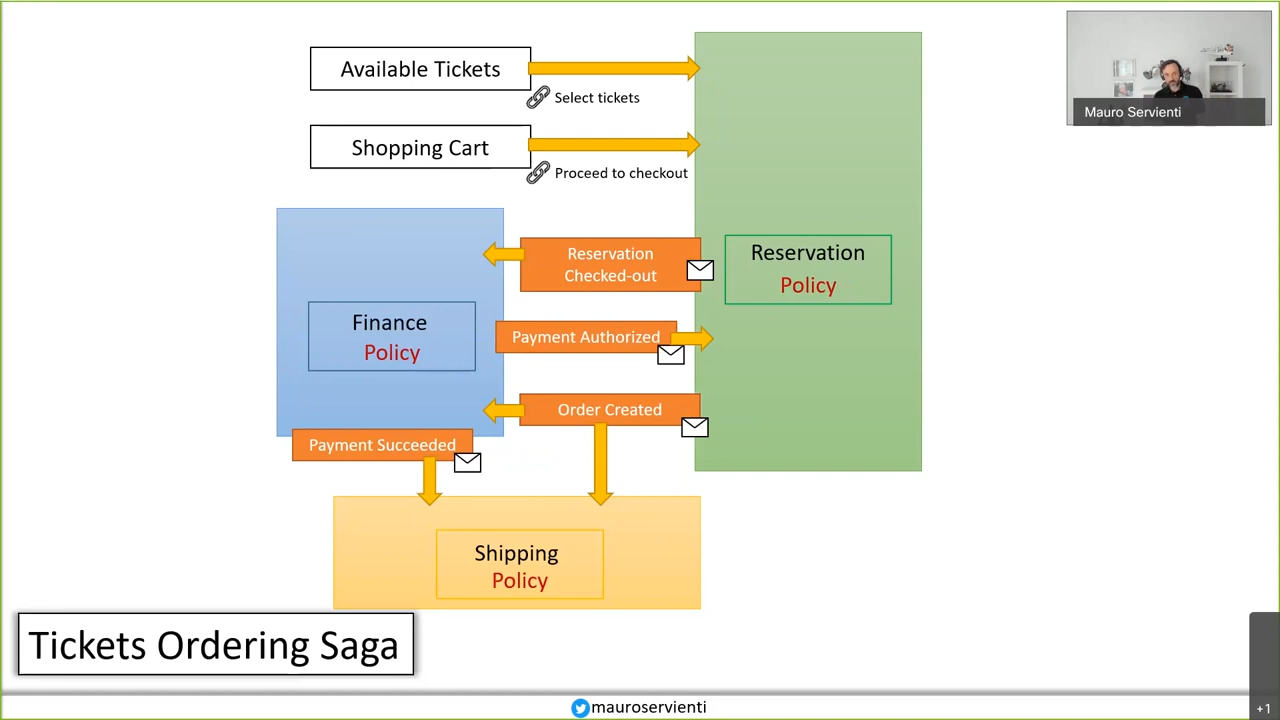 Available Tickets
Select tickets
Mauro Servienti
Shopping Cart
Proceed to checkout
Reservation
Checked-out
Reservation
Policy
Finance
Policy
Payment Authorized
Order Created
Payment Succeeded
Shipping
Policy
Tickets Ordering Saga
mauroservienti
+1